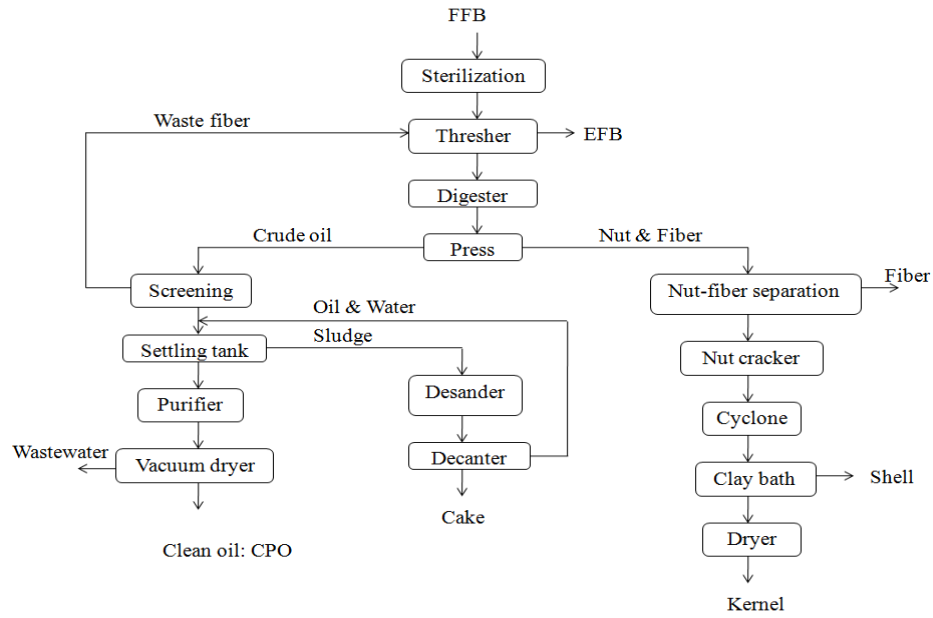 FFB
Sterilization
Waste fiber
Thresher
EFB
Digester
Crude oil
Press
Nut & Fiber
Screening
Nut-fiber separation
Fiber
Oil & Water
Settling tank
Sludge
Nut cracker
Purifier
Desander
Cyclone
Wastewater
Vacuum dryer
Decanter
Clay bath
Shell
Cake
Clean oil: CPO
Dryer
Kernel